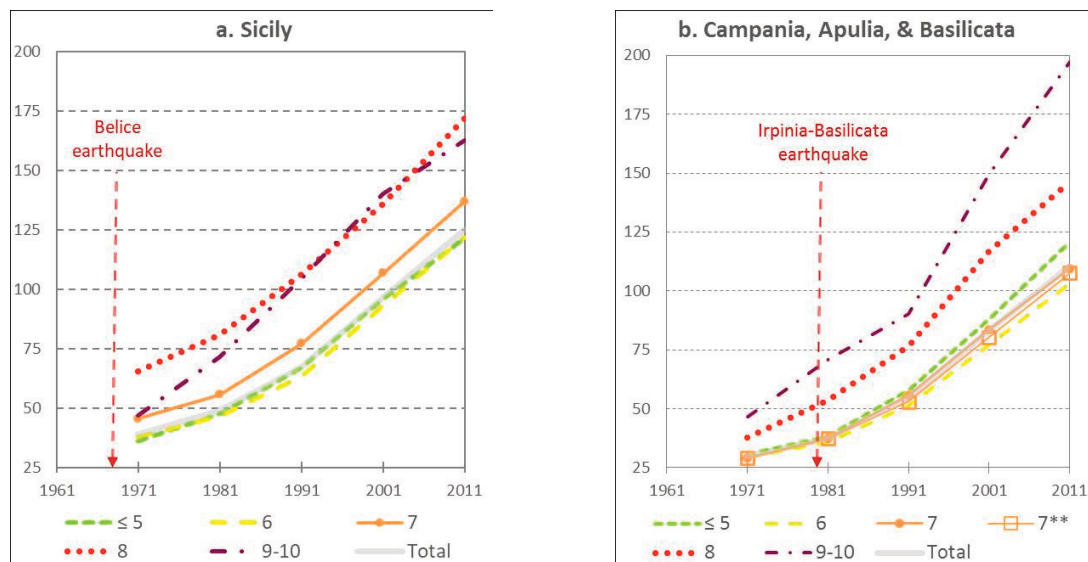 a. Sicily
200
175
150
125
100
75
50
25
Belice
earthquake
1961 1971 1981 1991 2001 2011
≤ 5 6 7
8 9-10 Total
b. Campania, Apulia, & Basilicata
200
175
150
125
100
75
50
25
Irpinia-Basilicata
earthquake
1961 1971 1981 1991 2001 2011
≤ 5 6 7 7**
8 9-10 Total